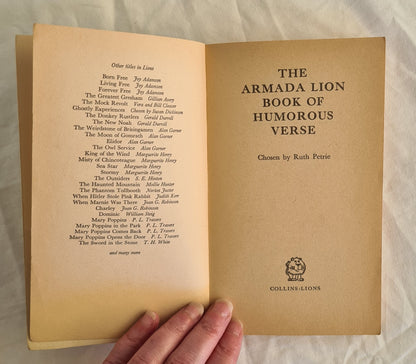 Other titles in Lions
Born Free Joy Adamson
Living Free Joy Adamson
Forever Free Joy Adamson
The Greatest Gresham Gillian Avery
The Mock Revolt Vera and Bill Cleaver
Ghostly Experiences Chosen by Susan Dickinson
The Donkey Rustlers Gerald Durrell
The New Noah Gerald Durrell
The Weirdstone of Brisingamen Alan Garner
The Moon of Gomrath Alan Garner
Elidor Alan Garner
The Owl Service Alan Garner
King of the Wind Marguerite Henry
Misty of Chincoteague Marguerite Henry
Sea Star Marguerite Henry
Stormy Marguerite Henry
The Outsiders S. E. Hinton
The Haunted Mountain Mollie Hunter
The Phantom Tollbooth Norton Juster
When Hitler Stole Pink Rabbit Judith Kerr
When Marnie Was There Joan G. Robinson
Charley Joan G. Robinson
Dominic William Steig
Mary Poppins P. L. Travers
Mary Poppins in the Park P. L. Travers
Mary Poppins Comes Back P. L. Travers
Mary Poppins Opens the Door P. L. Travers
The Sword in the Stone T. H. White
and many more
THE
ARMADA LION
BOOK OF
HUMOROUS
VERSE
Chosen by Ruth Petrie
COLLINS-LIONS